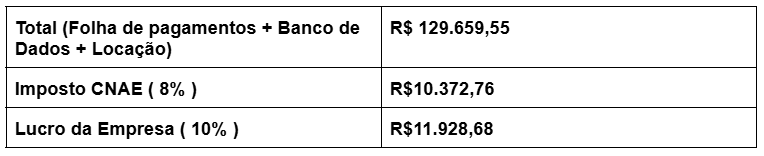 Total (Folha de pagamentos + Banco de
Dados + Locação)
R$ 129.659,55
Imposto CNAE ( 8% )
R$10.372,76
Lucro da Empresa ( 10% )
R$11.928,68